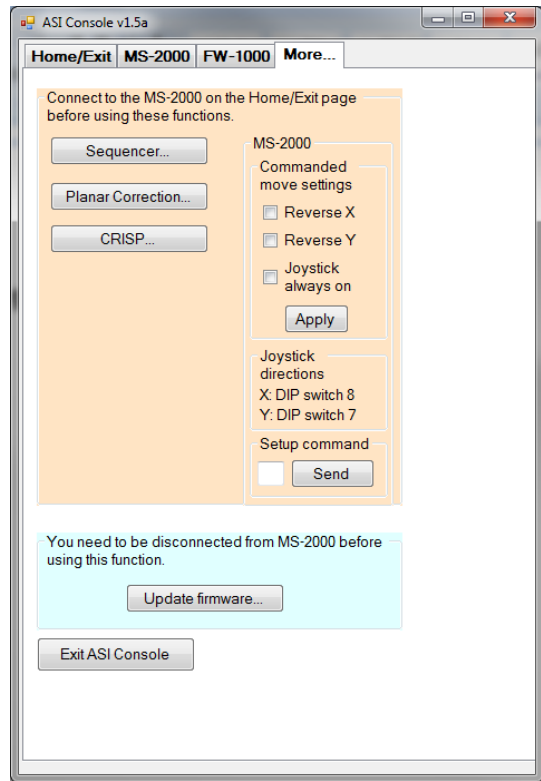 ASI Console v1.5a
Home/Exit MS-2000 FW-1000 More...
Connect to the MS-2000 on the Home/Exit page
before using these functions.
Sequencer...
Planar Correction...
CRISP...
MS-2000
Commanded
move settings
Reverse X
Reverse Y
Joystick
always on
Apply
Joystick
directions
X: DIP switch 8
Y: DIP switch 7
Setup command
Send
You need to be disconnected from MS-2000 before
using this function.
Update firmware...
Exit ASI Console